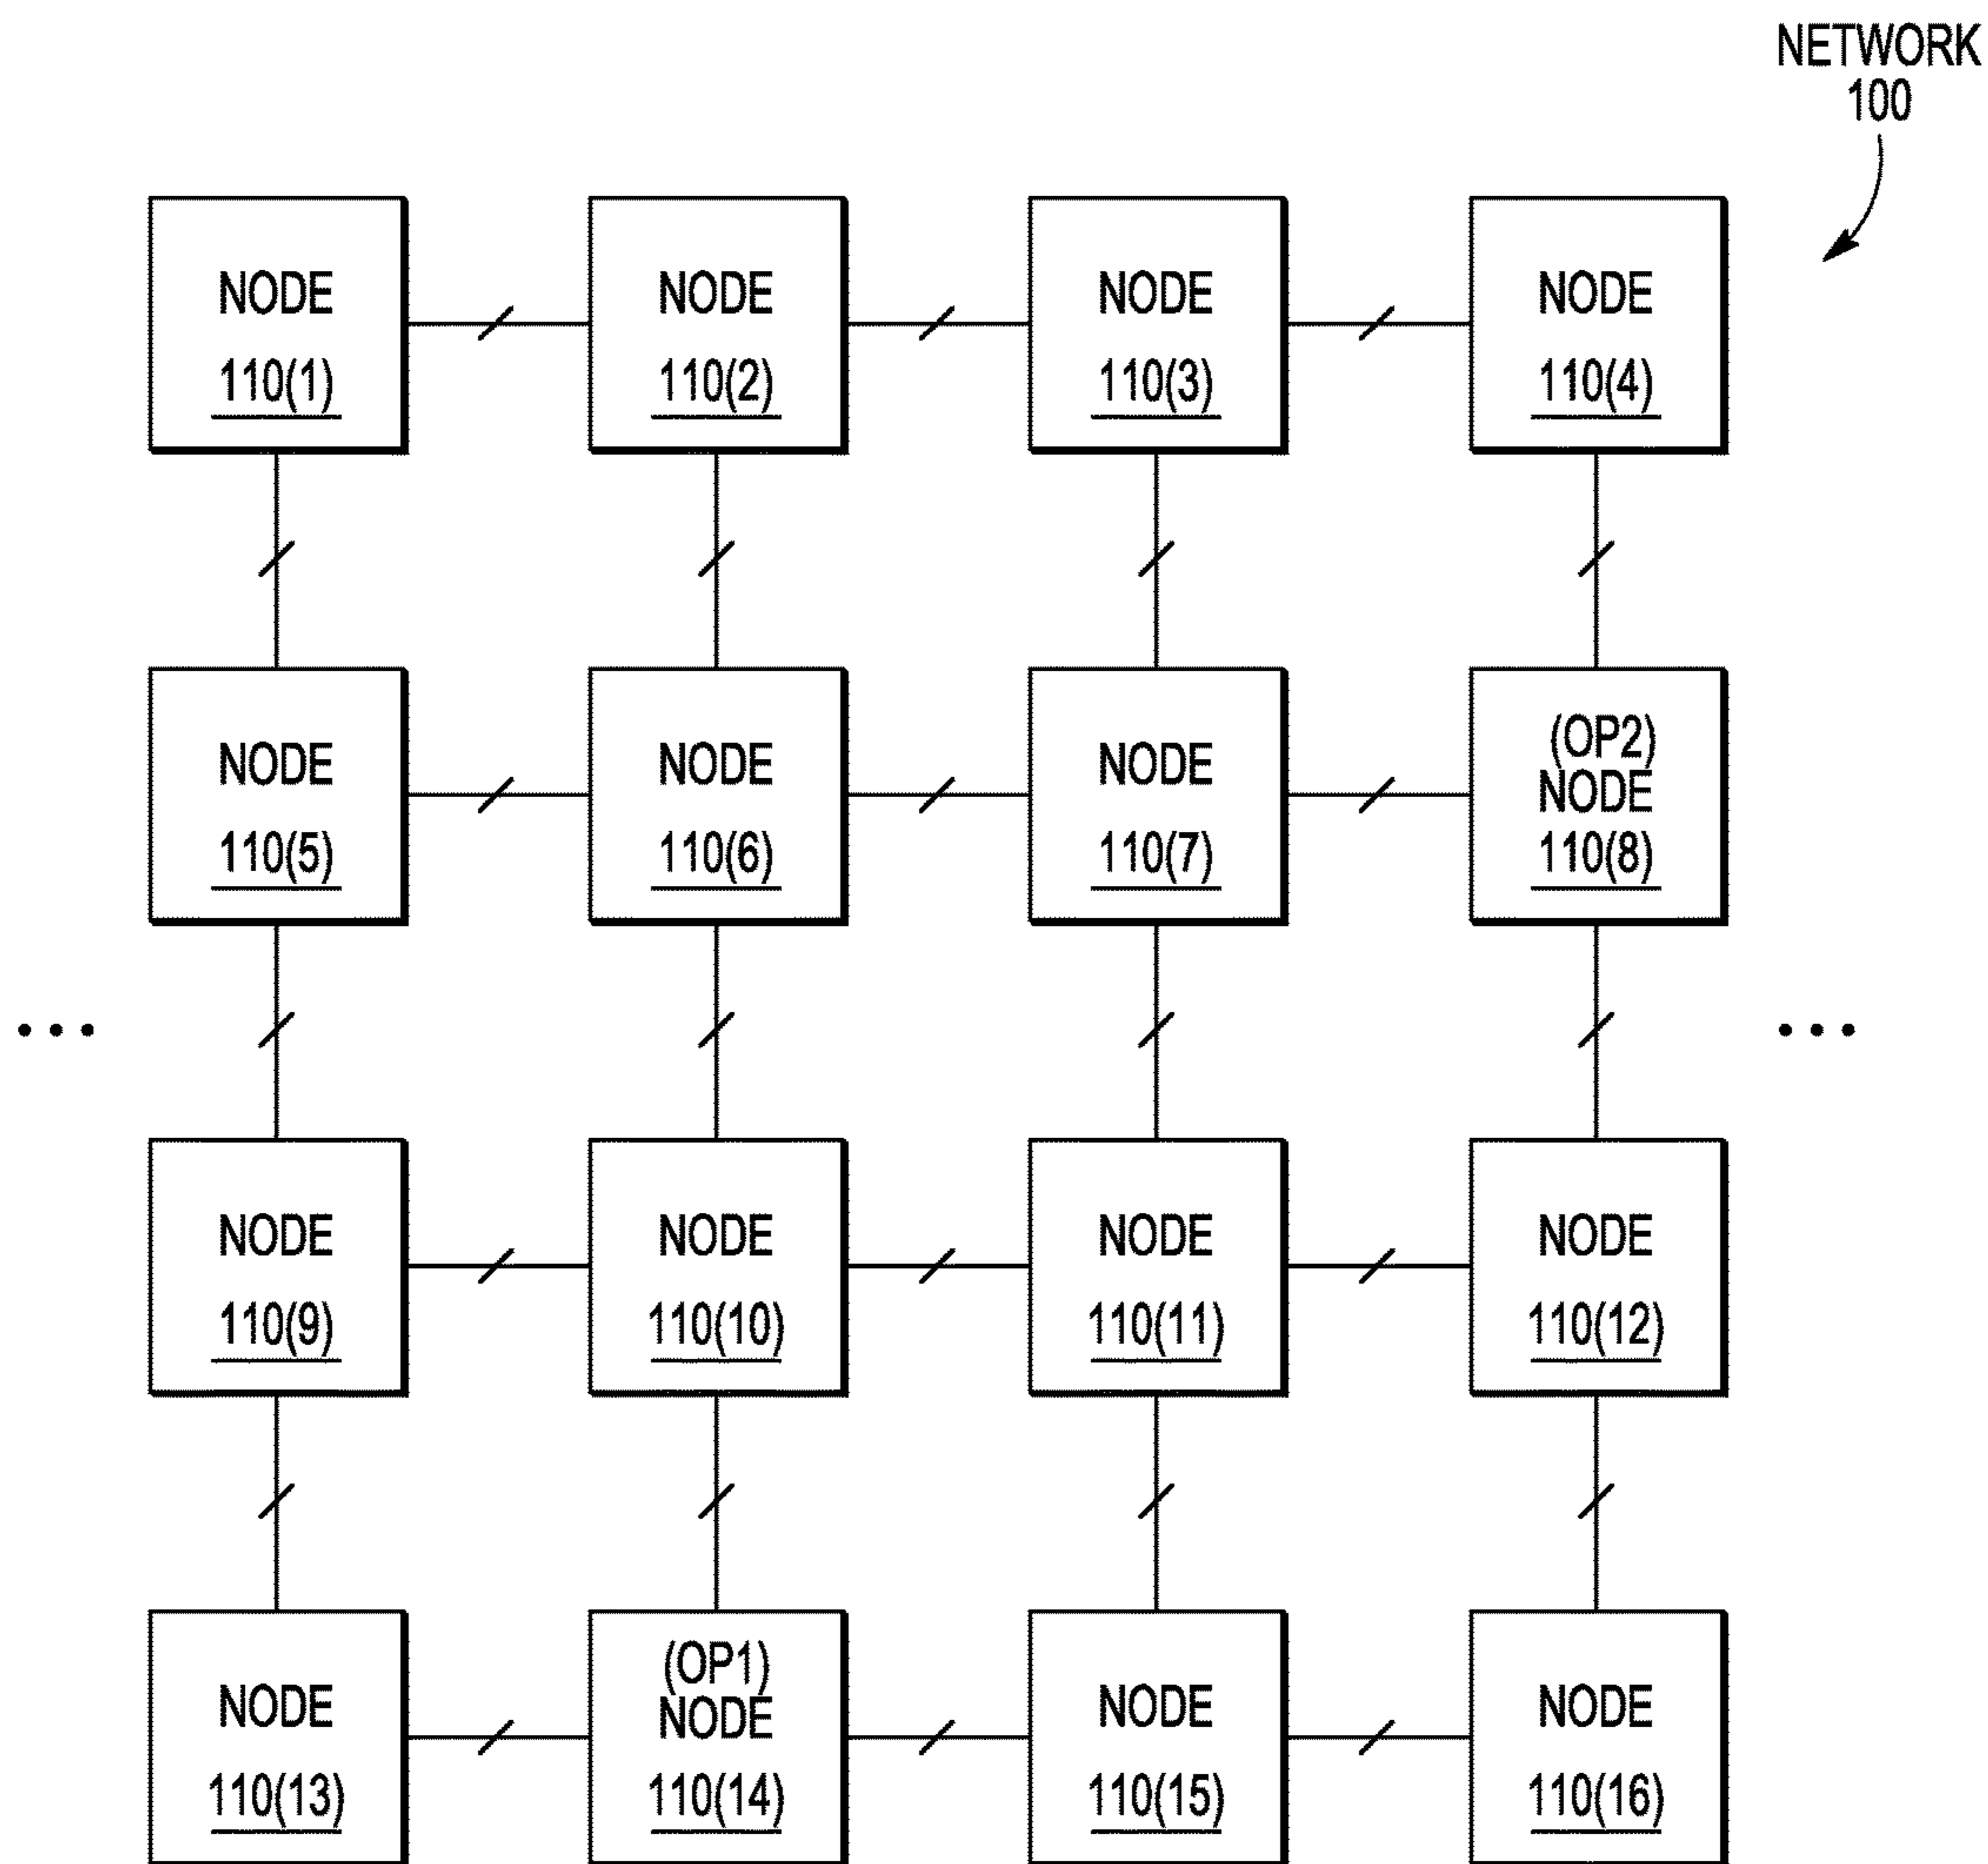 NETWORK
100
NODE
110(1)
NODE
110(2)
NODE
110(3)
NODE
110(4)
NODE
110(5)
NODE
110(6)
NODE
110(7)
(OP2)
NODE
110(8)
...
...
NODE
110(9)
NODE
110(10)
NODE
110(11)
NODE
110(12)
NODE
110(13)
(OP1)
NODE
110(14)
NODE
110(15)
NODE
110(16)